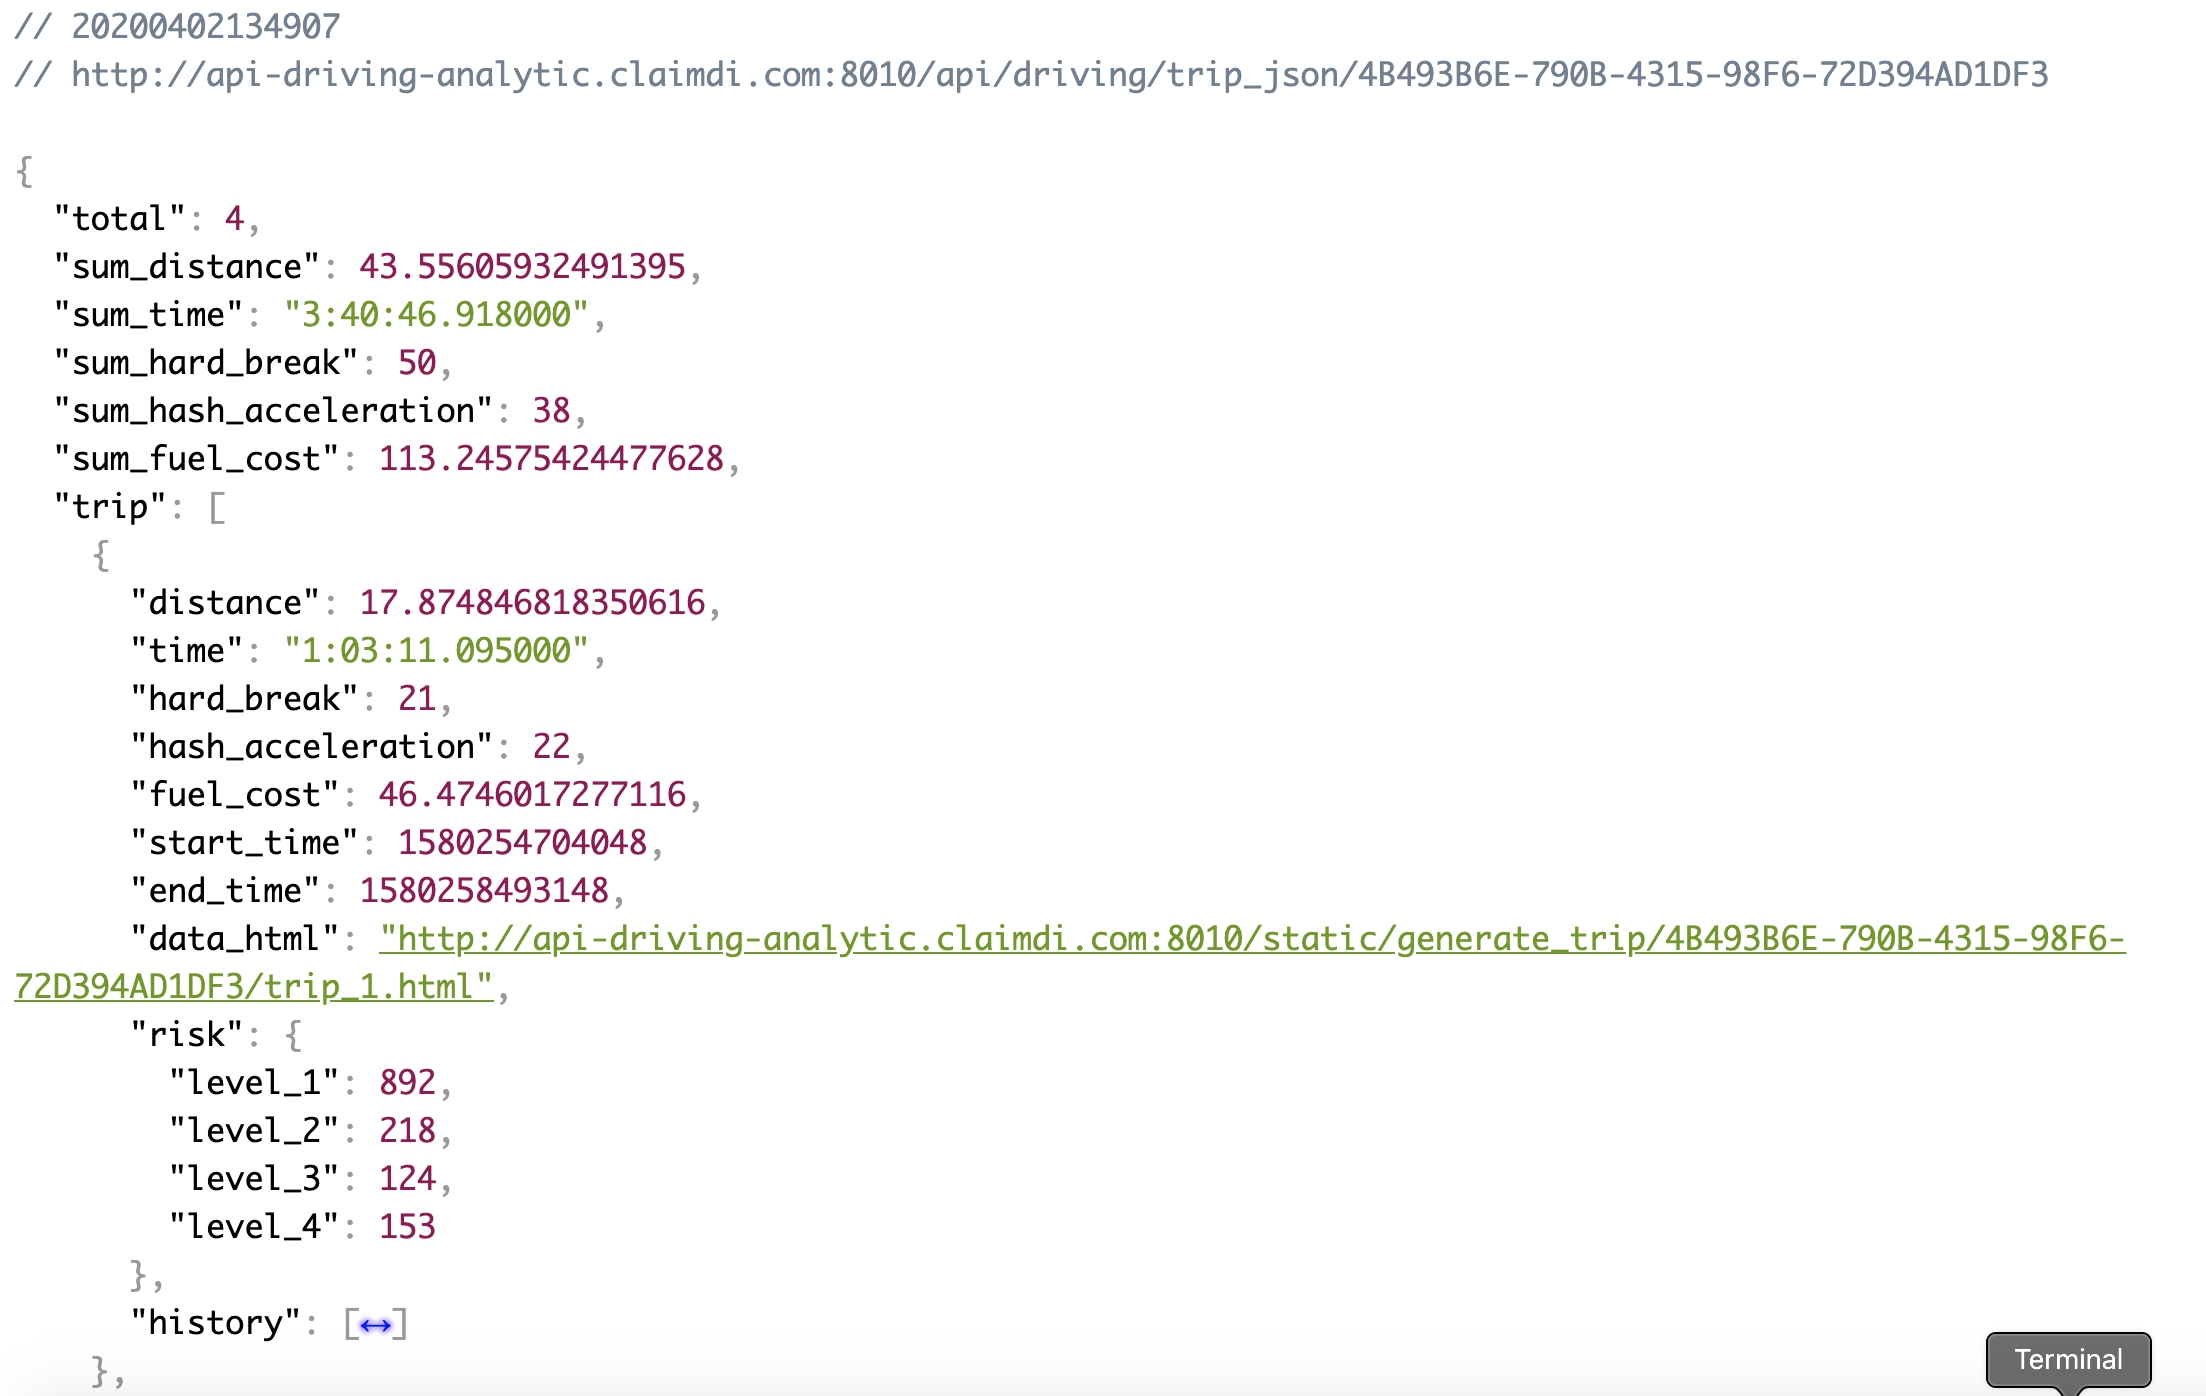 // 20200402134907
// http://api-driving-analytic.claimdi.com:8010/api/driving/trip_json/4B493B6E-790B-4315-98F6-72D394AD1DF3
{
"total": 4,
"sum_distance": 43.55605932491395,
"sum_time": "3:40:46.918000",
"sum_hard_break": 50,
"sum_hash_acceleration": 38,
"sum_fuel_cost": 113.24575424477628,
"trip": [
{
"distance": 17.874846818350616,
"time": "1:03:11.095000",
"hard_break": 21,
"hash_acceleration": 22,
"fuel_cost": 46.4746017277116,
"start_time": 1580254704048,
"end_time": 1580258493148,
"data_html": "http://api-driving-analytic.claimdi.com:8010/static/generate_trip/4B493B6E-790B-4315-98F6-
72D394AD1DF3/trip_1.html",
"risk": {
"level_1": 892,
"level_2": 218,
"level_3": 124,
"level_4": 153
},
"history": [↔]
},
Terminal